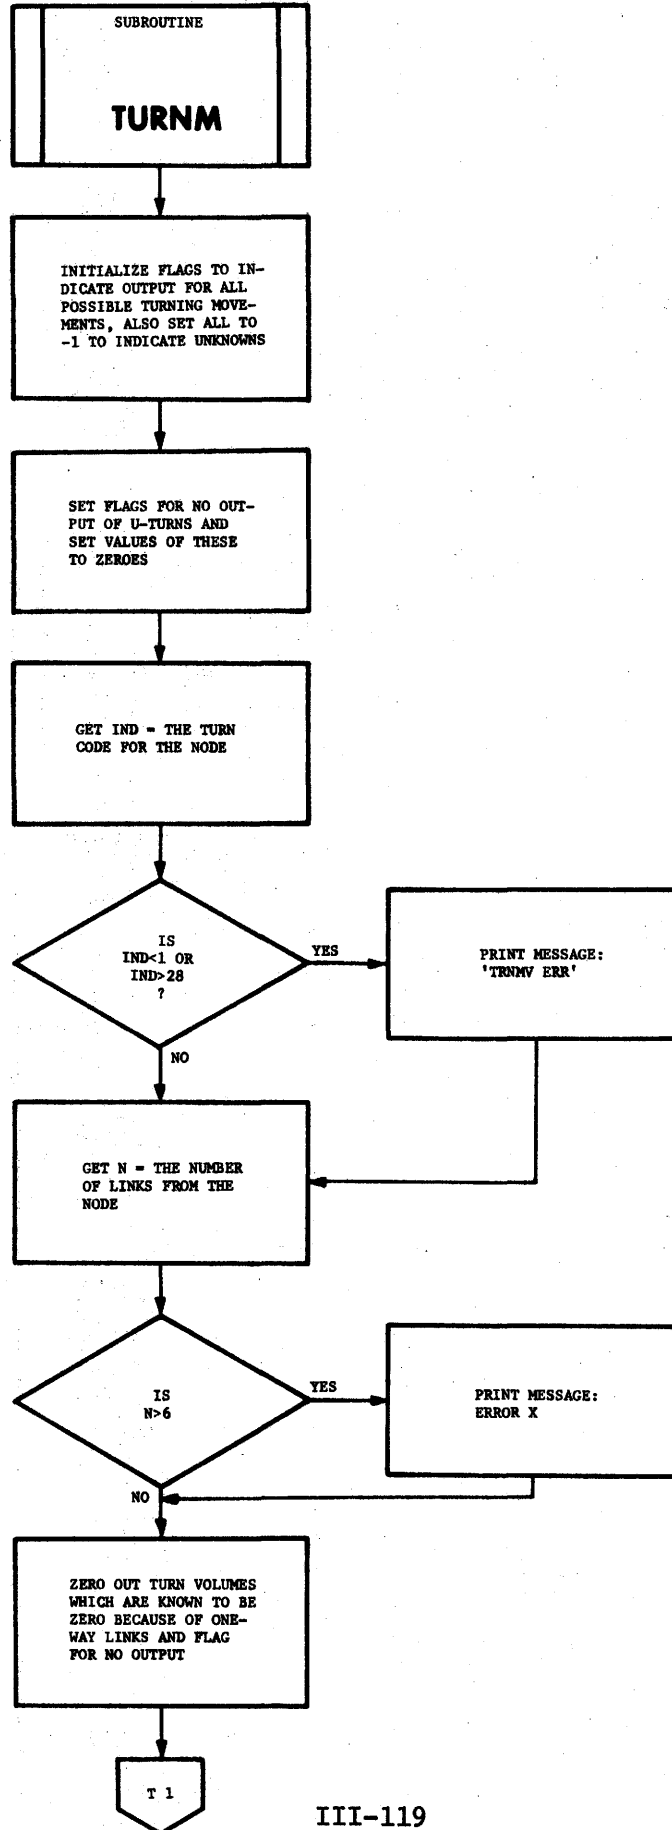 SUBROUTINE
TURNM
INITIALIZE FLAGS TO IN-
DICATE OUTPUT FOR ALL
POSSIBLE TURNING MOVE-
MENTS, ALSO SET ALL TO
-1 TO INDICATE UNKNOWNS
SET FLAGS FOR NO OUT-
PUT OF U-TURNS AND
SET VALUES OF THESE
TO ZEROES
GET IND = THE TURN
CODE FOR THE NODE
IS
IND<1 OR
IND>28
?
YES
PRINT MESSAGE:
'TRNMV ERR'
NO
GET N = THE NUMBER
OF LINKS FROM THE
NODE
IS
N>6
YES
PRINT MESSAGE:
ERROR X
NO
ZERO OUT TURN VOLUMES
WHICH ARE KNOWN TO BE
ZERO BECAUSE OF ONE-
WAY LINKS AND FLAG
FOR NO OUTPUT
T 1
III-119